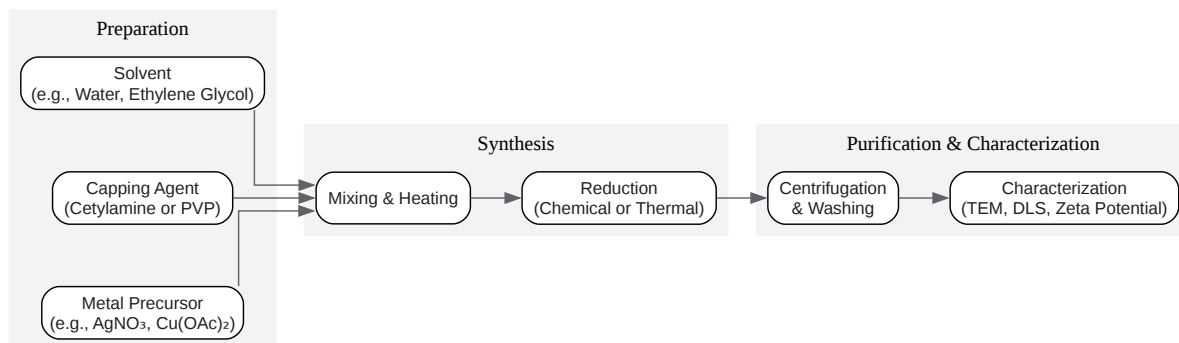 Preparation
Solvent
(e.g., Water, Ethylene Glycol)
Capping Agent
(Cetylamine or PVP)
Metal Precursor
(e.g., AgNO₃, Cu(OAc)₂)
Synthesis
Mixing & Heating
Reduction
(Chemical or Thermal)
Purification & Characterization
Centrifugation
& Washing
Characterization
(TEM, DLS, Zeta Potential)